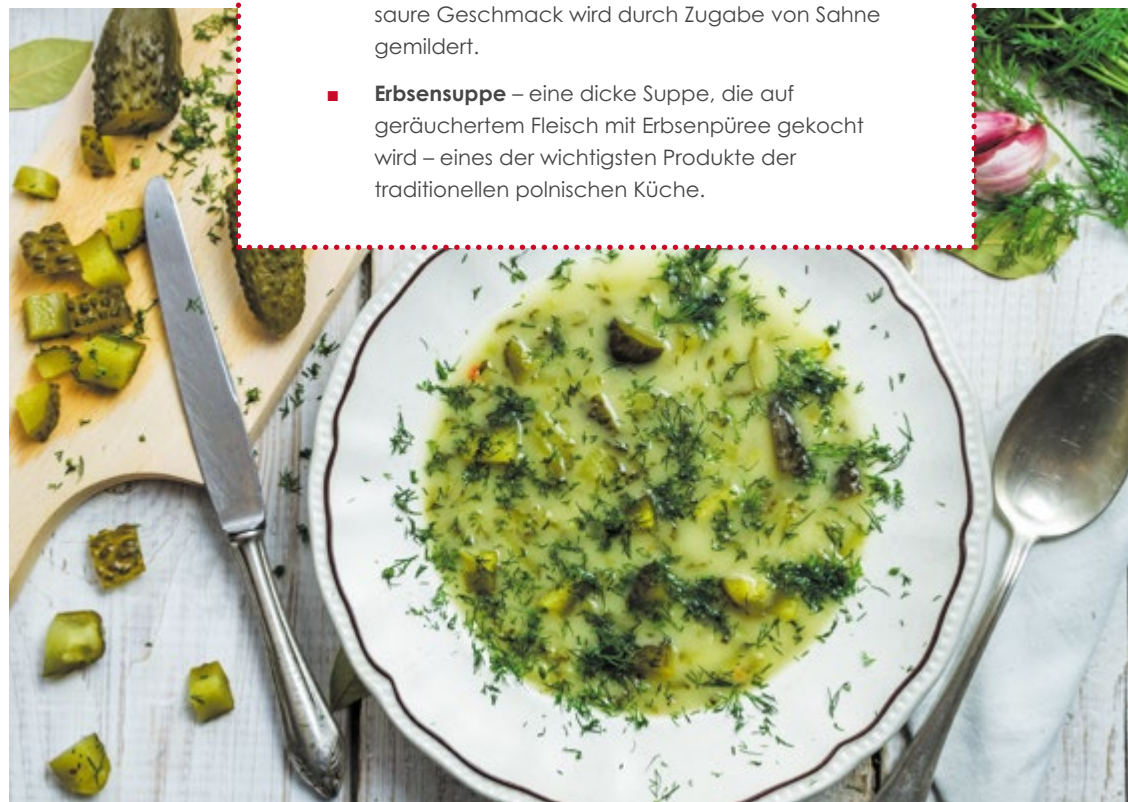 saure Geschmack wird durch Zugabe von Sahne
gemildert.
■ Erbsensuppe – eine dicke Suppe, die auf
geräuchertem Fleisch mit Erbsenpüree gekocht
wird – eines der wichtigsten Produkte der
traditionellen polnischen Küche.